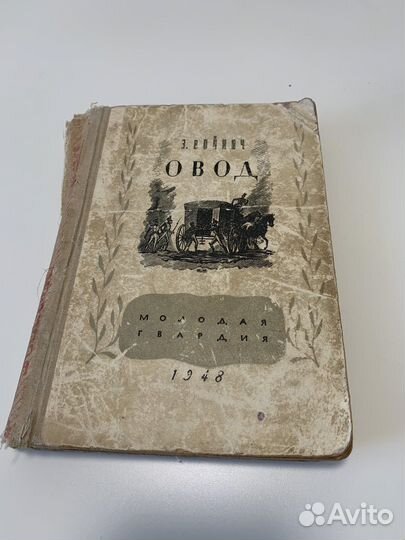 Э. ВОЙНИЧ
ОВОД
МОЛОДАЯ
ГВАРДИЯ
1948
Avito